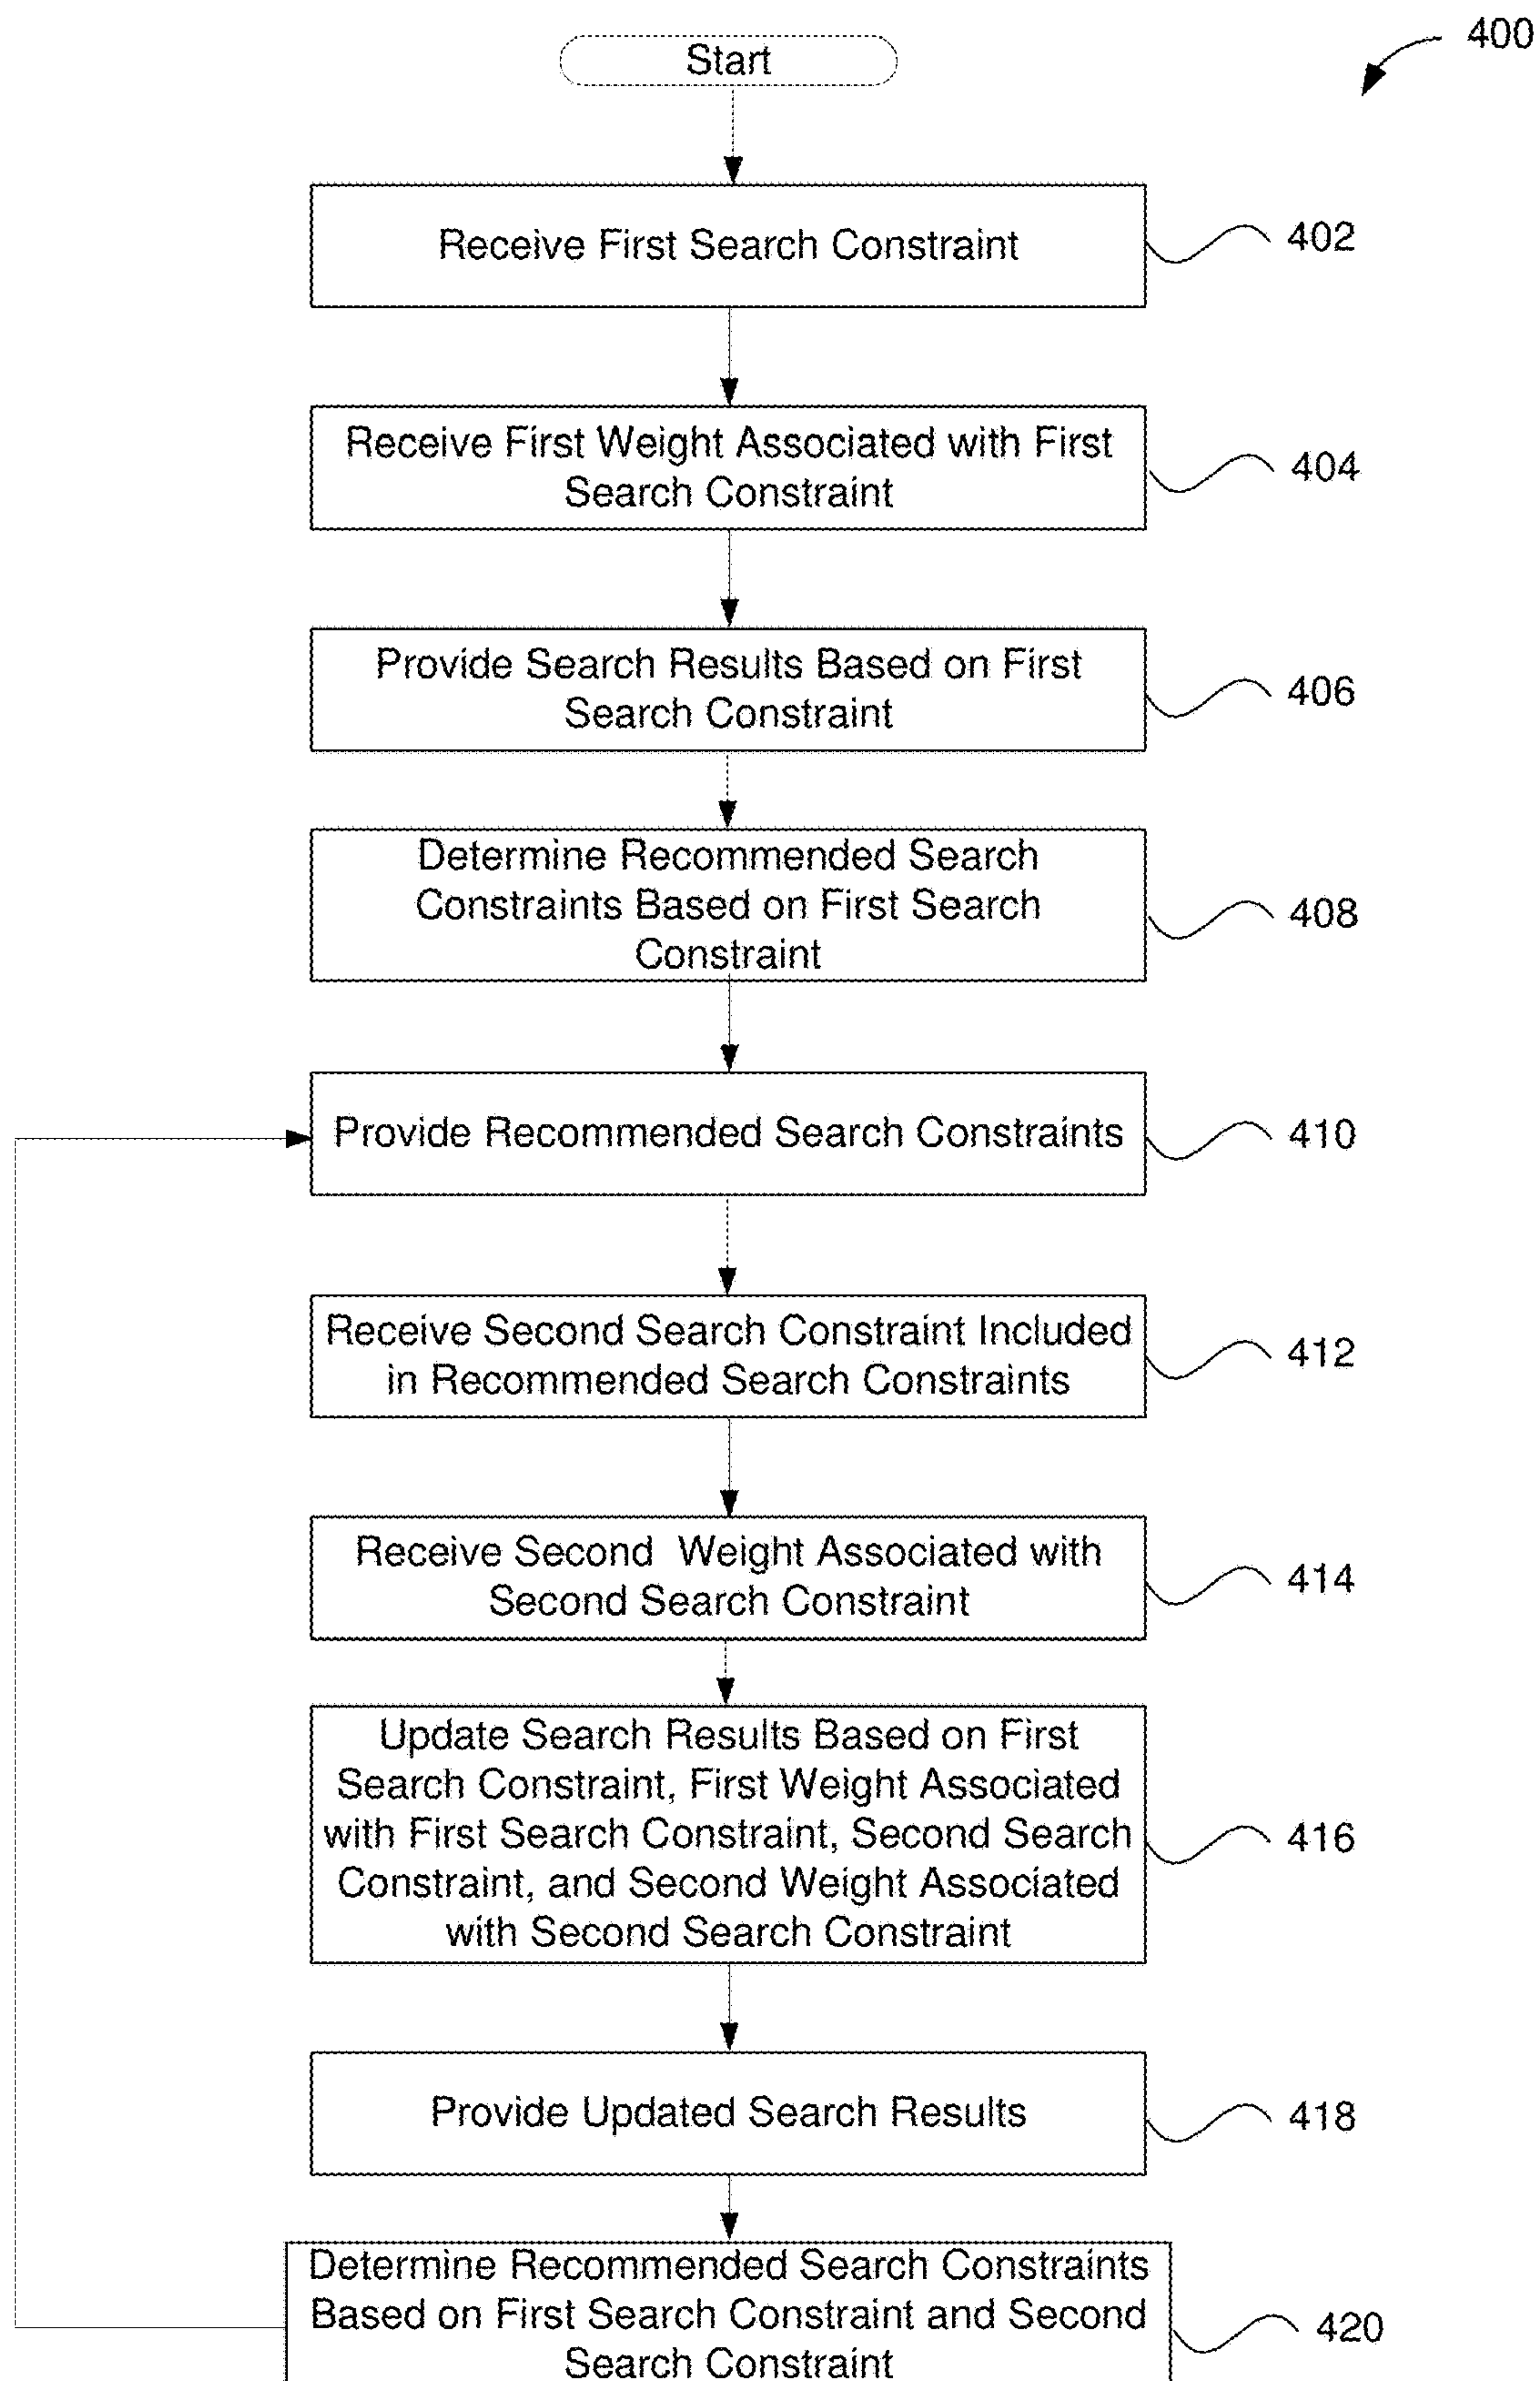 400
Start
Receive First Search Constraint
402
Receive First Weight Associated with First
Search Constraint
404
Provide Search Results Based on First
Search Constraint
406
Determine Recommended Search
Constraints Based on First Search
Constraint
408
Provide Recommended Search Constraints
410
Receive Second Search Constraint Included
in Recommended Search Constraints
412
Receive Second Weight Associated with
Second Search Constraint
414
Update Search Results Based on First
Search Constraint, First Weight Associated
with First Search Constraint, Second Search
Constraint, and Second Weight Associated
with Second Search Constraint
416
Provide Updated Search Results
418
Determine Recommended Search Constraints
Based on First Search Constraint and Second
Search Constraint
420